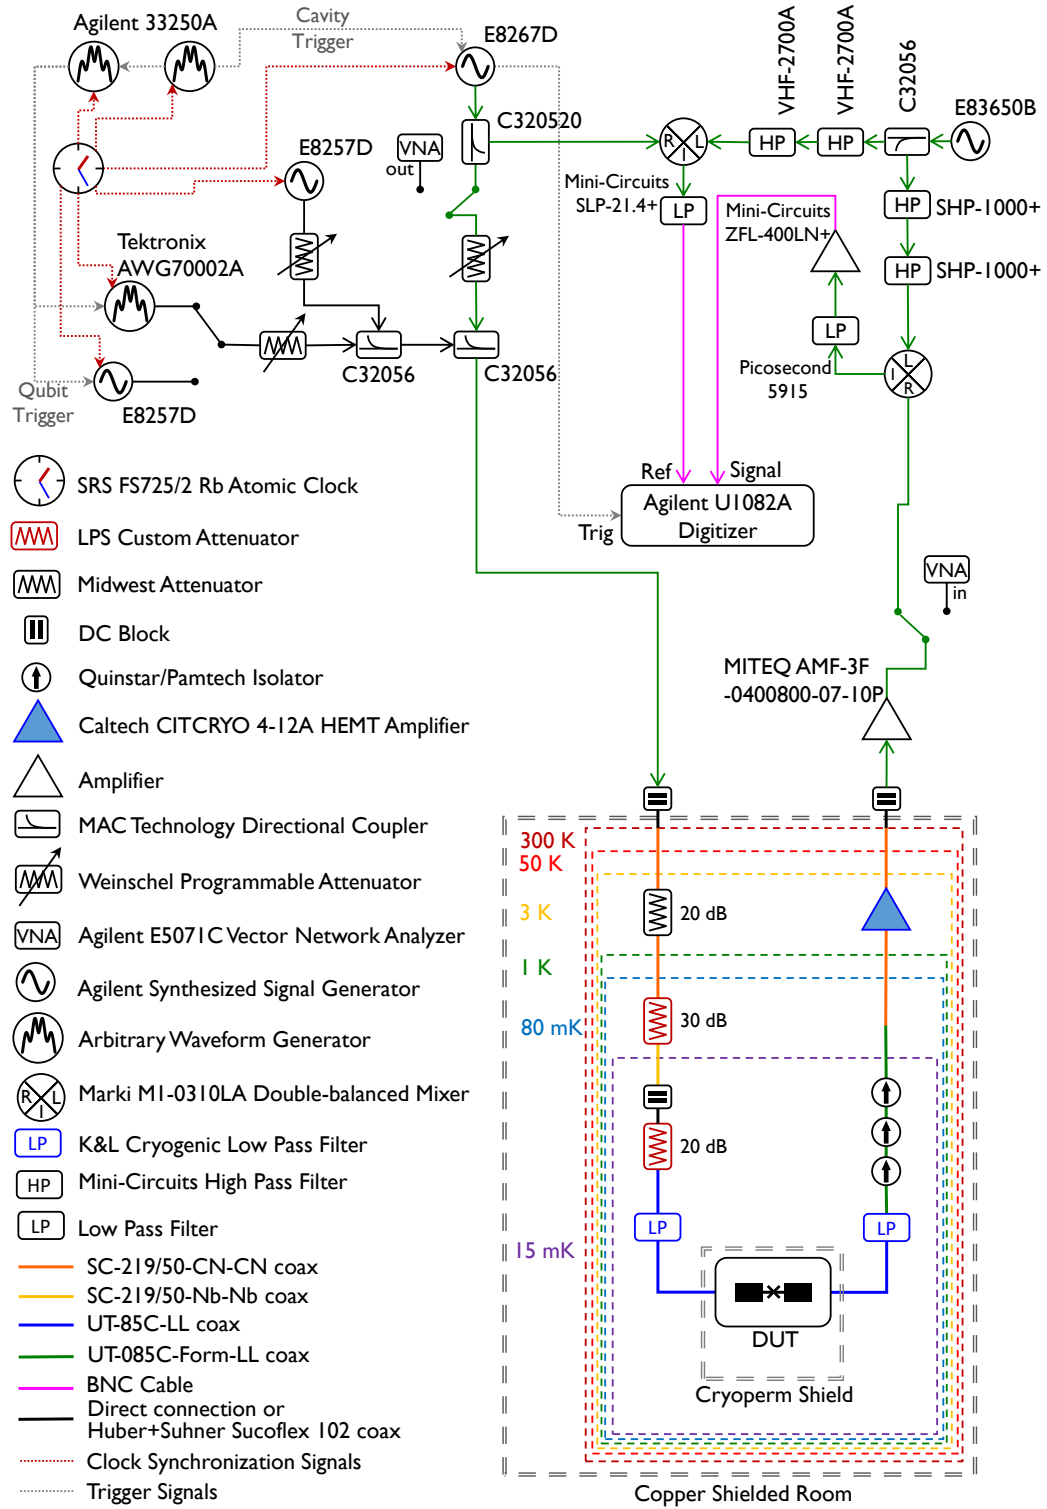 Agilent 33250A
Cavity
Trigger
E8267D
VHF-2700A
VHF-2700A
C32056
E83650B
C320520
VNA
out
E8257D
R L
I
HP
HP
Mini-Circuits
SLP-21.4+
LP
Mini-Circuits
ZFL-400LN+
HP
SHP-1000+
HP
SHP-1000+
Tektronix
AWG70002A
LP
Picosecond
5915
L
I
R
C32056
C32056
Qubit
Trigger
E8257D
Ref
Signal
Agilent U1082A
Digitizer
Trig
VNA
in
MITEQ AMF-3F
-0400800-07-10P
SRS FS725/2 Rb Atomic Clock
LPS Custom Attenuator
Midwest Attenuator
DC Block
Quinstar/Pamtech Isolator
Caltech CITCRYO 4-12A HEMT Amplifier
Amplifier
MAC Technology Directional Coupler
Weinschel Programmable Attenuator
VNA Agilent E5071C Vector Network Analyzer
Agilent Synthesized Signal Generator
Arbitrary Waveform Generator
R L
I
Marki M1-0310LA Double-balanced Mixer
LP K&L Cryogenic Low Pass Filter
HP Mini-Circuits High Pass Filter
LP Low Pass Filter
SC-219/50-CN-CN coax
SC-219/50-Nb-Nb coax
UT-85C-LL coax
UT-085C-Form-LL coax
BNC Cable
Direct connection or
Huber+Suhner Sucoflex 102 coax
Clock Synchronization Signals
Trigger Signals
300 K
50 K
3 K
20 dB
1 K
80 mK
30 dB
20 dB
LP
LP
15 mK
DUT
Cryoperm Shield
Copper Shielded Room